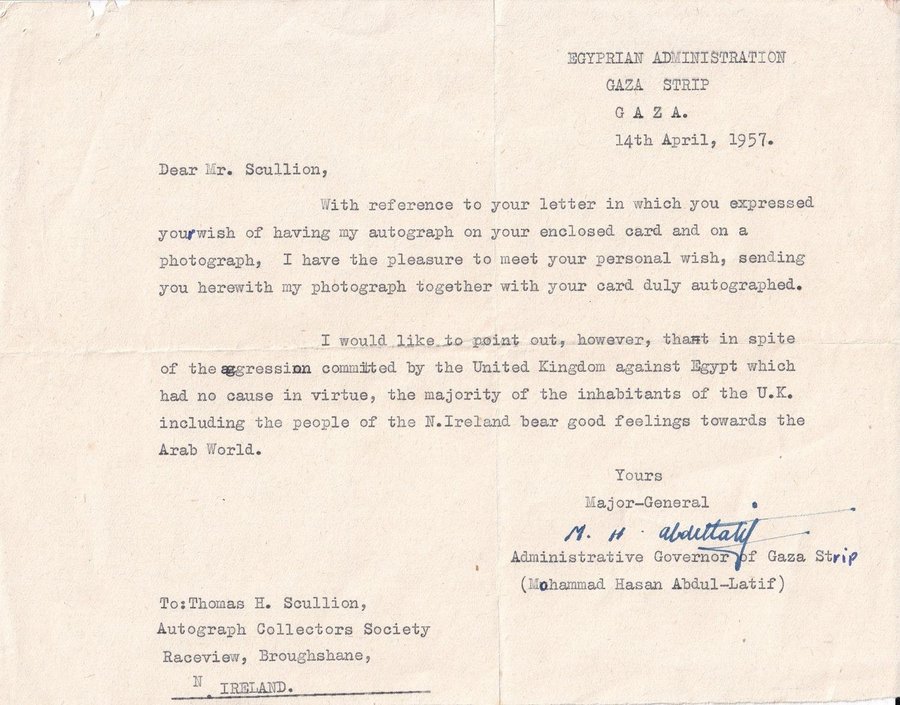 EGYPRIAN ADMINISTRATION
GAZA STRIP
G A Z A.
14th April, 1957.
Dear Mr. Scullion,
With reference to your letter in which you expressed
your wish of having my autograph on your enclosed card and on a
photograph, I have the pleasure to meet your personal wish, sending
you herewith my photograph together with your card duly autographed.
I would like to point out, however, that in spite
of the aggression committed by the United Kingdom against Egypt which
had no cause in virtue, the majority of the inhabitants of the U.K.
including the people of the N.Ireland bear good feelings towards the
Arab World.
Yours
Major-General
M. H. Abdellatif
Administrative Governor of Gaza Strip
(Mohammad Hasan Abdul-Latif)
To:Thomas H. Scullion,
Autograph Collectors Society
Raceview, Broughshane,
N. IRELAND.